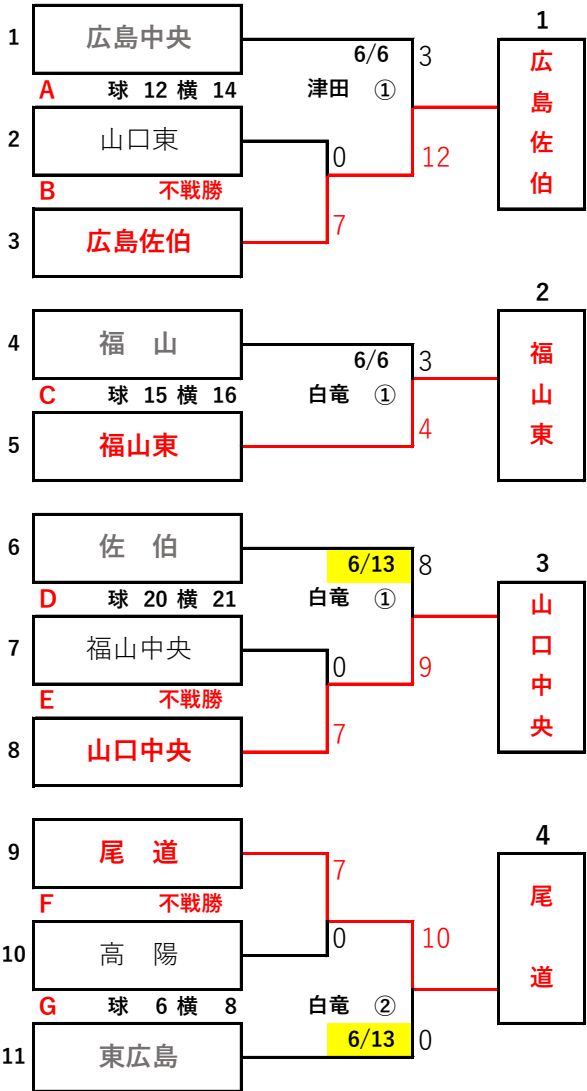 1
広島中央
6/6
3
1
A 球 12 横 14
津田 ①
広島佐伯
2
山口東
0
12
B 不戦勝
3
広島佐伯
7
2
4
福 山
6/6
3
福山東
C 球 15 横 16
白竜 ①
5
福山東
4
6
佐 伯
6/13
8
3
D 球 20 横 21
白竜 ①
山口中央
7
福山中央
0
9
E 不戦勝
8
山口中央
7
4
9
尾 道
7
尾 道
F 不戦勝
10
高 陽
0
10
G 球 6 横 8
白竜 ②
11
東広島
6/13
0